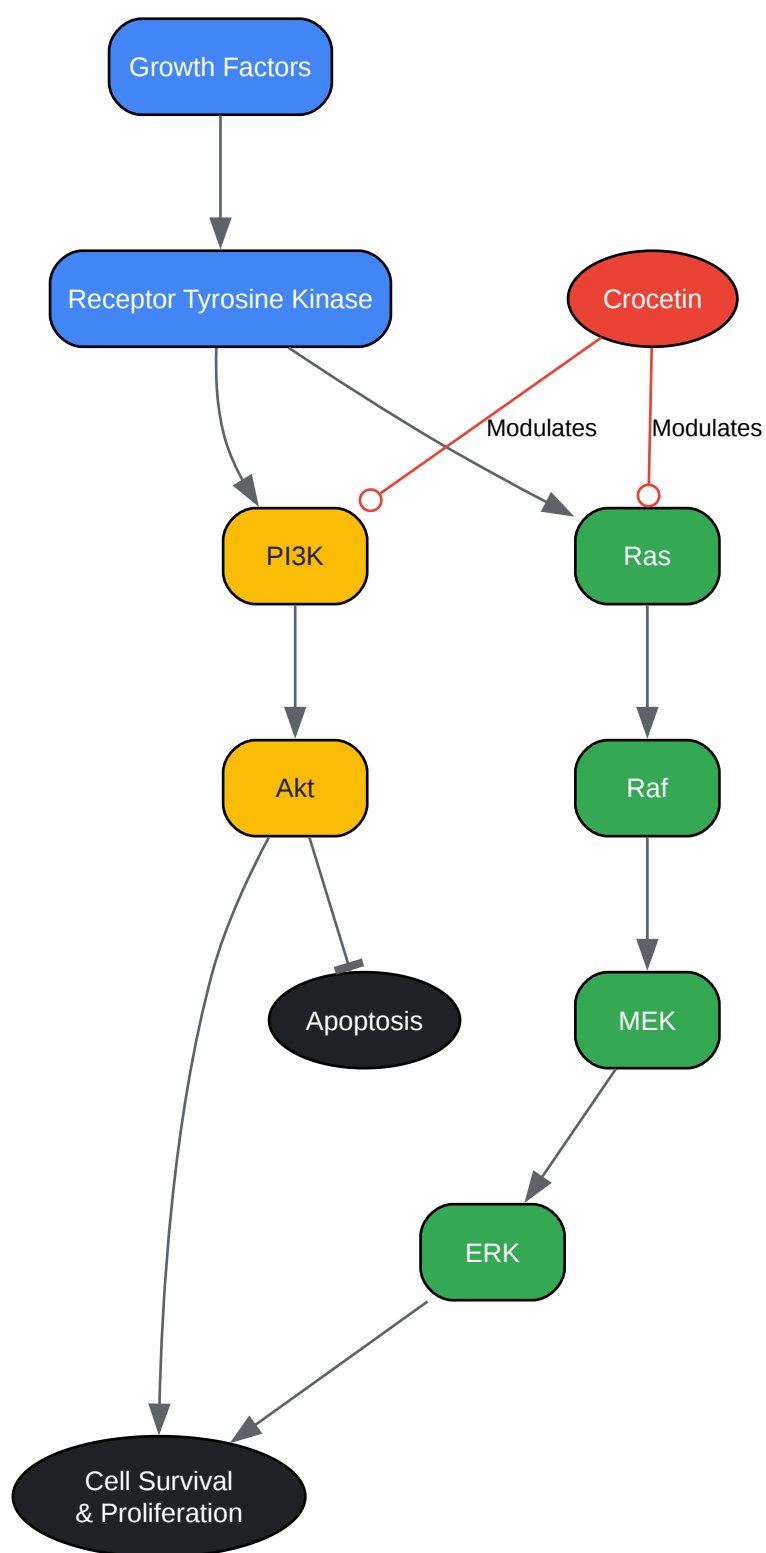 Growth Factors
Receptor Tyrosine Kinase
Crocetin
Modulates
Modulates
PI3K
Ras
Akt
Raf
Apoptosis
MEK
ERK
Cell Survival
& Proliferation